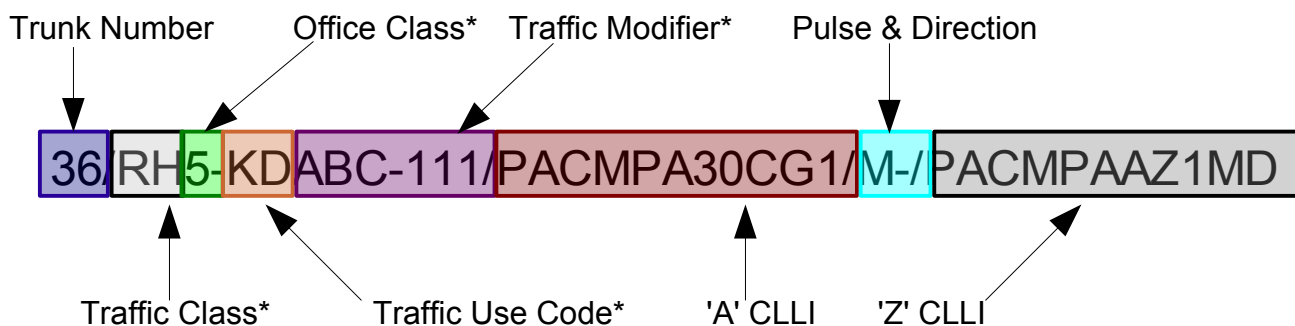 Trunk Number Office Class* Traffic Modifier* Pulse & Direction
36/RH5-KDABC-111/PACMPA30CG1/M-/PACMPAAZ1MD
Traffic Class* Traffic Use Code* 'A' CLLI 'Z' CLLI